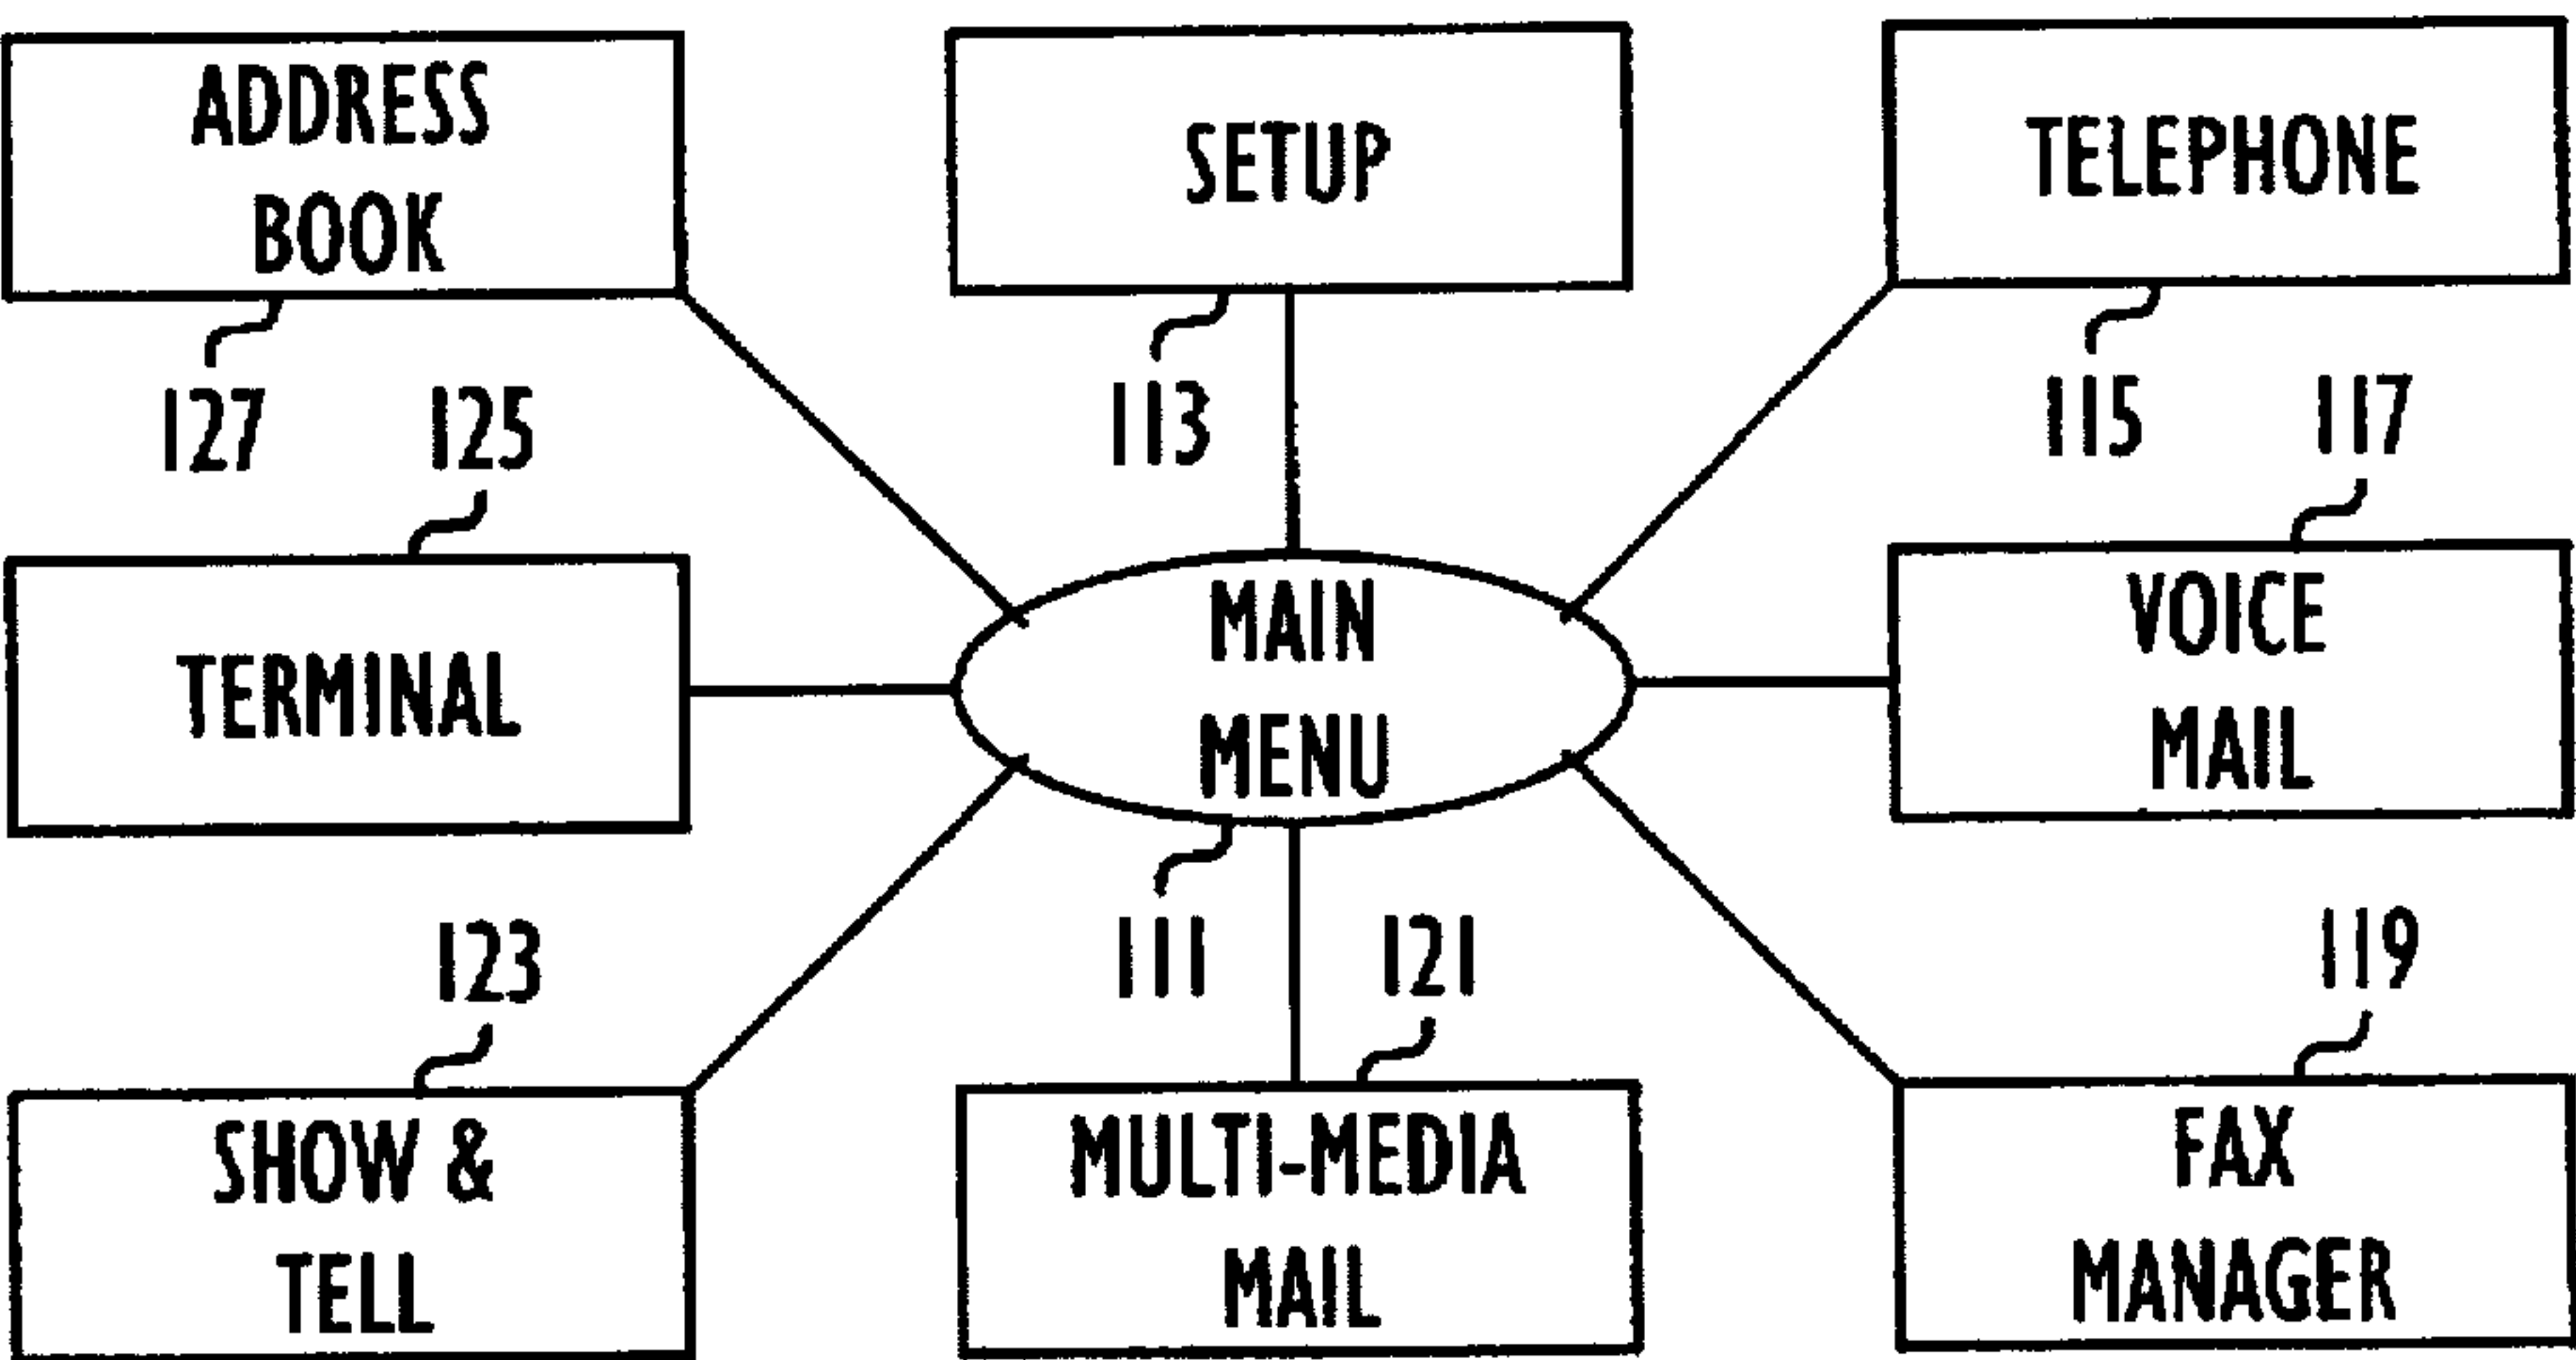 ADDRESS
BOOK
SETUP
TELEPHONE
127
125
113
115
117
TERMINAL
MAIN
MENU
VOICE
MAIL
123
111
121
119
SHOW &
TELL
MULTI-MEDIA
MAIL
FAX
MANAGER